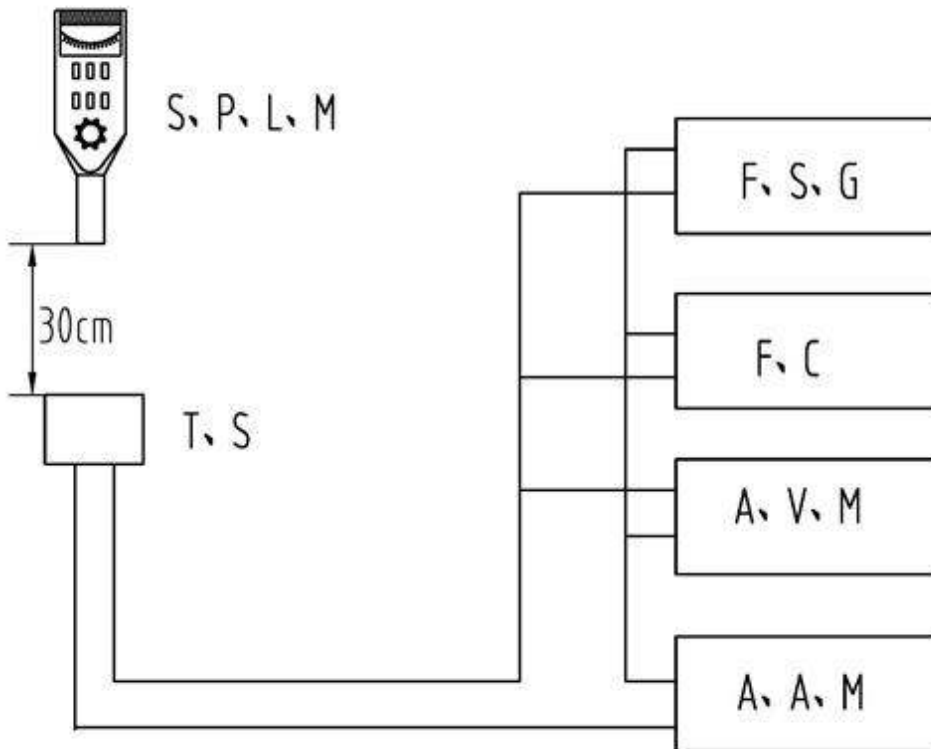 S、P、L、M
F、S、G
30cm
F、C
T、S
A、V、M
A、A、M